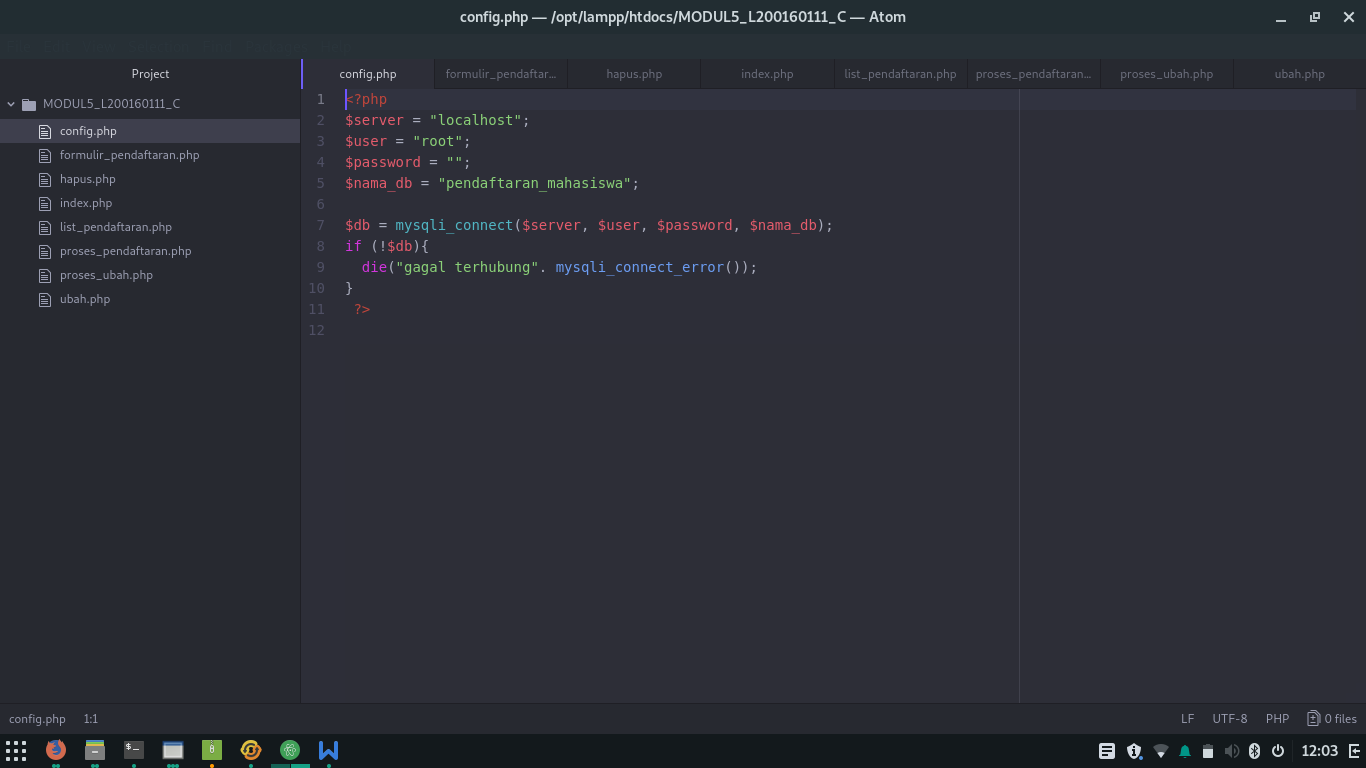 config.php — /opt/lampp/htdocs/MODUL5_L200160111_C — Atom
Project
config.php
formulir_pendaftar...
hapus.php
index.php
list_pendaftaran.php
proses_pendaftaran...
proses_ubah.php
ubah.php
MODUL5_L200160111_C
config.php
formulir_pendaftaran.php
hapus.php
index.php
list_pendaftaran.php
proses_pendaftaran.php
proses_ubah.php
ubah.php
1 <?php
2 $server = "localhost";
3 $user = "root";
4 $password = "";
5 $nama_db = "pendaftaran_mahasiswa";
6
7 $db = mysqli_connect($server, $user, $password, $nama_db);
8 if (!$db){
9   die("gagal terhubung". mysqli_connect_error());
10 }
11  ?>
12
config.php 1:1
LF UTF-8 PHP 0 files
12:03